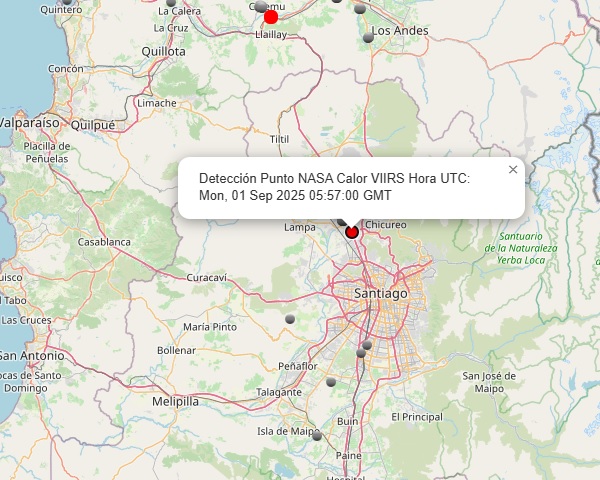 Quintero
La Calera
Catemu
La Cruz
Llaillay
Los Andes
Quillota
Concón
Limache
Valparaíso
Quilpué
Tiltil
Placilla de
Peñuelas
Detección Punto NASA Calor VIIRS Hora UTC:
Mon, 01 Sep 2025 05:57:00 GMT
×
Lampa
Chicureo
Casablanca
Santuario
de la Naturaleza
Yerba Loca
Curacaví
Santiago
El Tabo
Las Cruces
María Pinto
Bollenar
San Antonio
Peñaflor
Rocas de Santo
Domingo
San José de
Maipo
Talagante
Melipilla
El Principal
Buin
Isla de Maipo
Paine
Hospital